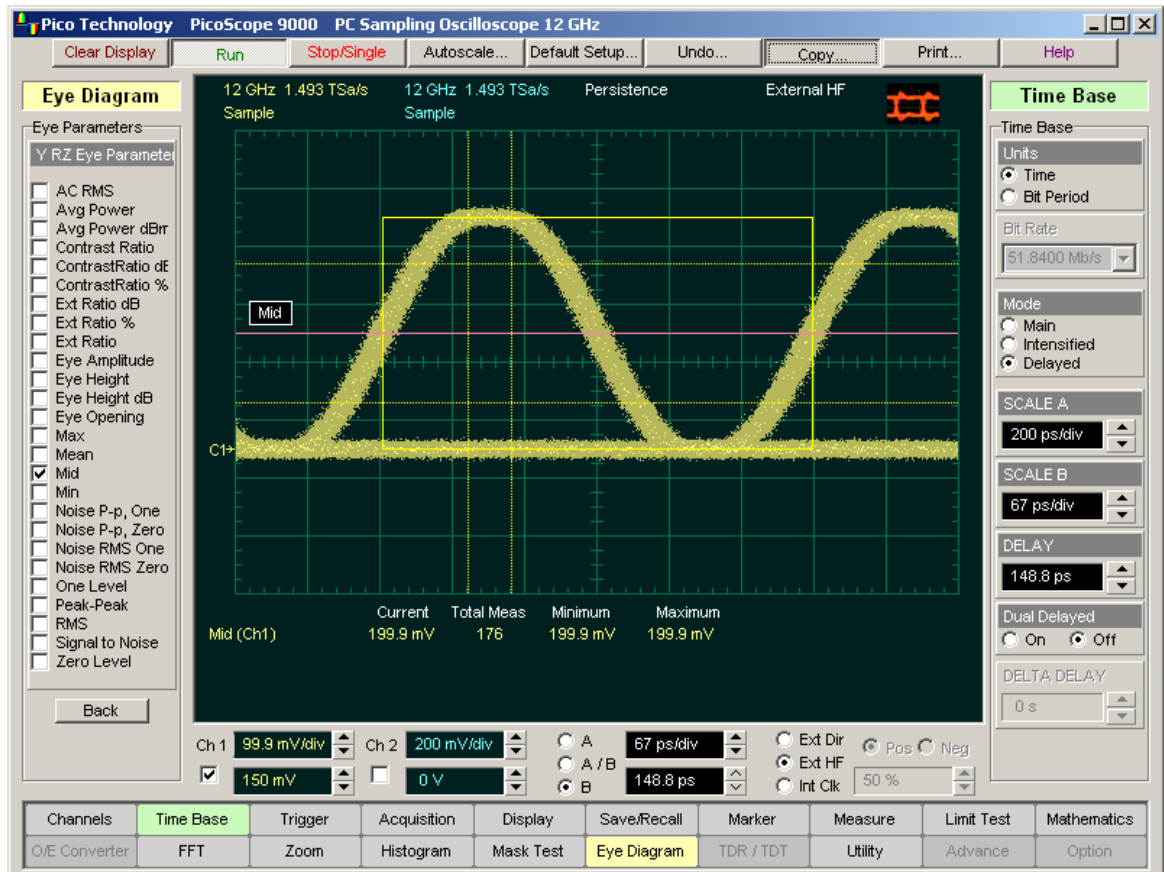 Pico Technology PicoScope 9000 PC Sampling Oscilloscope 12 GHz
Clear Display Run Stop/Single Autoscale... Default Setup... Undo... Copy... Print... Help
Eye Diagram
Eye Parameters
Y RZ Eye Parameter
AC RMS
Avg Power
Avg Power dBm
Contrast Ratio
ContrastRatio dE
ContrastRatio %
Ext Ratio dB
Ext Ratio %
Ext Ratio
Eye Amplitude
Eye Height
Eye Height dB
Eye Opening
Max
Mean
Mid
Min
Noise P-p, One
Noise P-p, Zero
Noise RMS One
Noise RMS Zero
One Level
Peak-Peak
RMS
Signal to Noise
Zero Level
Back
12 GHz 1.493 TSa/s 12 GHz 1.493 TSa/s Persistence External HF
Sample Sample
Mid
C1
Current Total Meas Minimum Maximum
Mid (Ch1) 199.9 mV 176 199.9 mV 199.9 mV
Time Base
Time Base
Units
Time
Bit Period
Bit Rate
51.8400 Mb/s
Mode
Main
Intensified
Delayed
SCALE A
200 ps/div
SCALE B
67 ps/div
DELAY
148.8 ps
Dual Delayed
On Off
DELTA DELAY
0 s
Ch 1 99.9 mV/div Ch 2 200 mV/div A 67 ps/div Ext Dir Pos Neg
A / B Ext HF
150 mV 0 V B 148.8 ps Int Clk 50 %
Channels Time Base Trigger Acquisition Display Save/Recall Marker Measure Limit Test Mathematics
O/E Converter FFT Zoom Histogram Mask Test Eye Diagram TDR / TDT Utility Advance Option